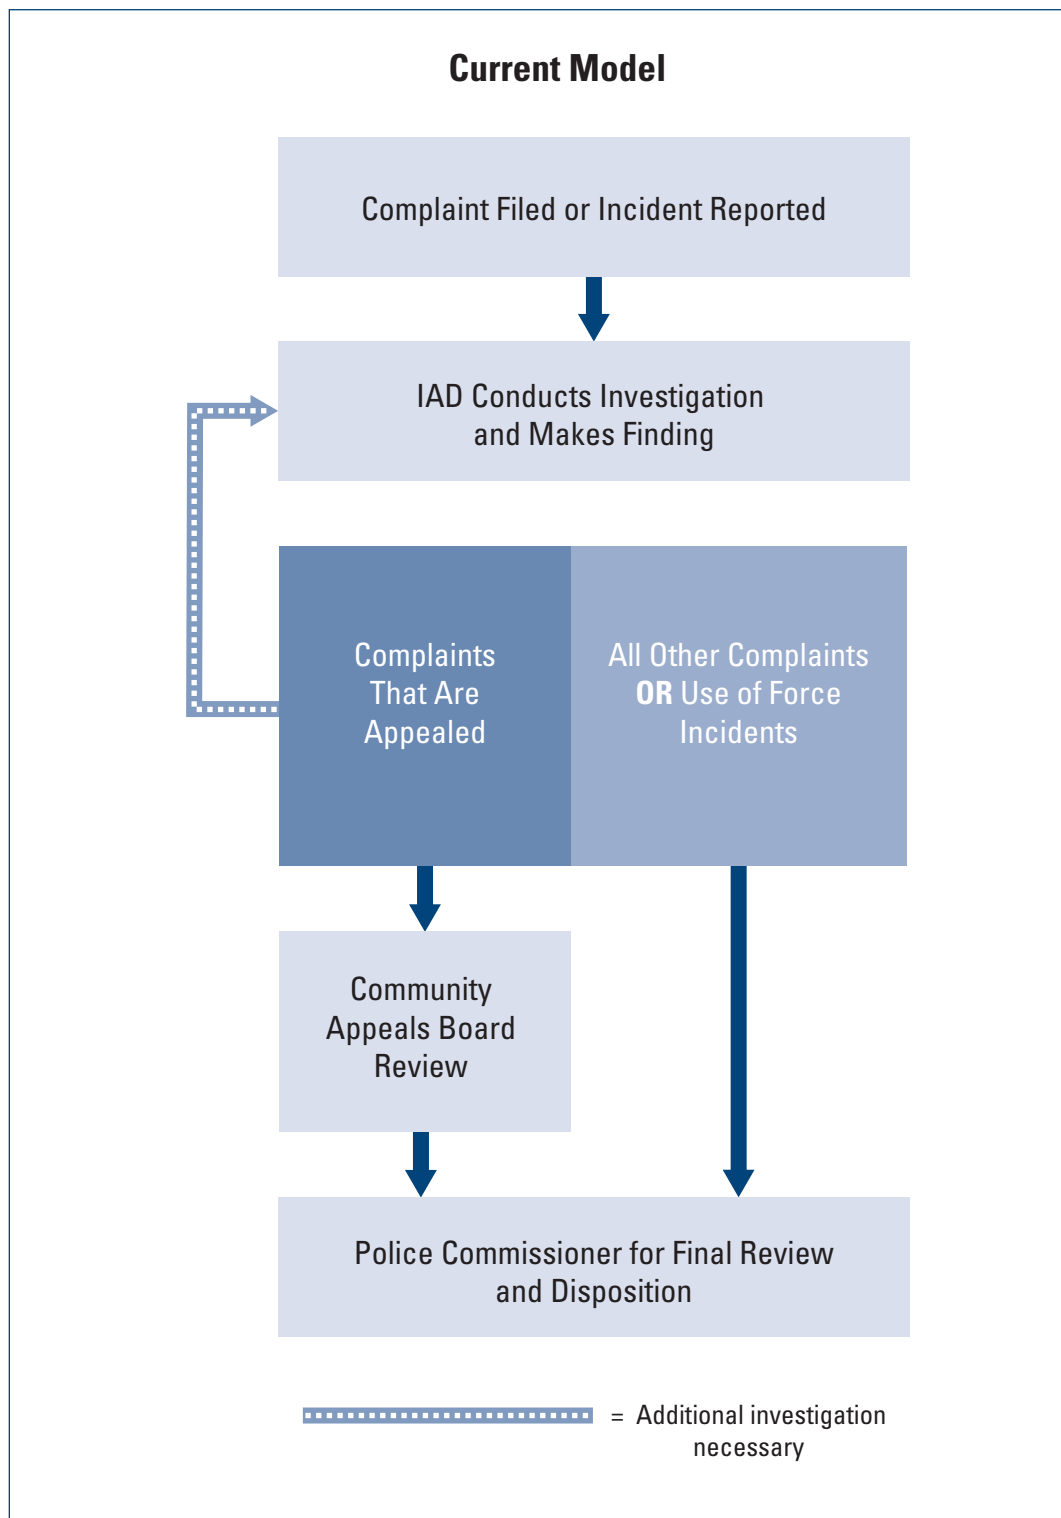 Current Model
Complaint Filed or Incident Reported
IAD Conducts Investigation
and Makes Finding
Complaints
That Are
Appealed
All Other Complaints
OR Use of Force
Incidents
Community
Appeals Board
Review
Police Commissioner for Final Review
and Disposition
= Additional investigation
necessary